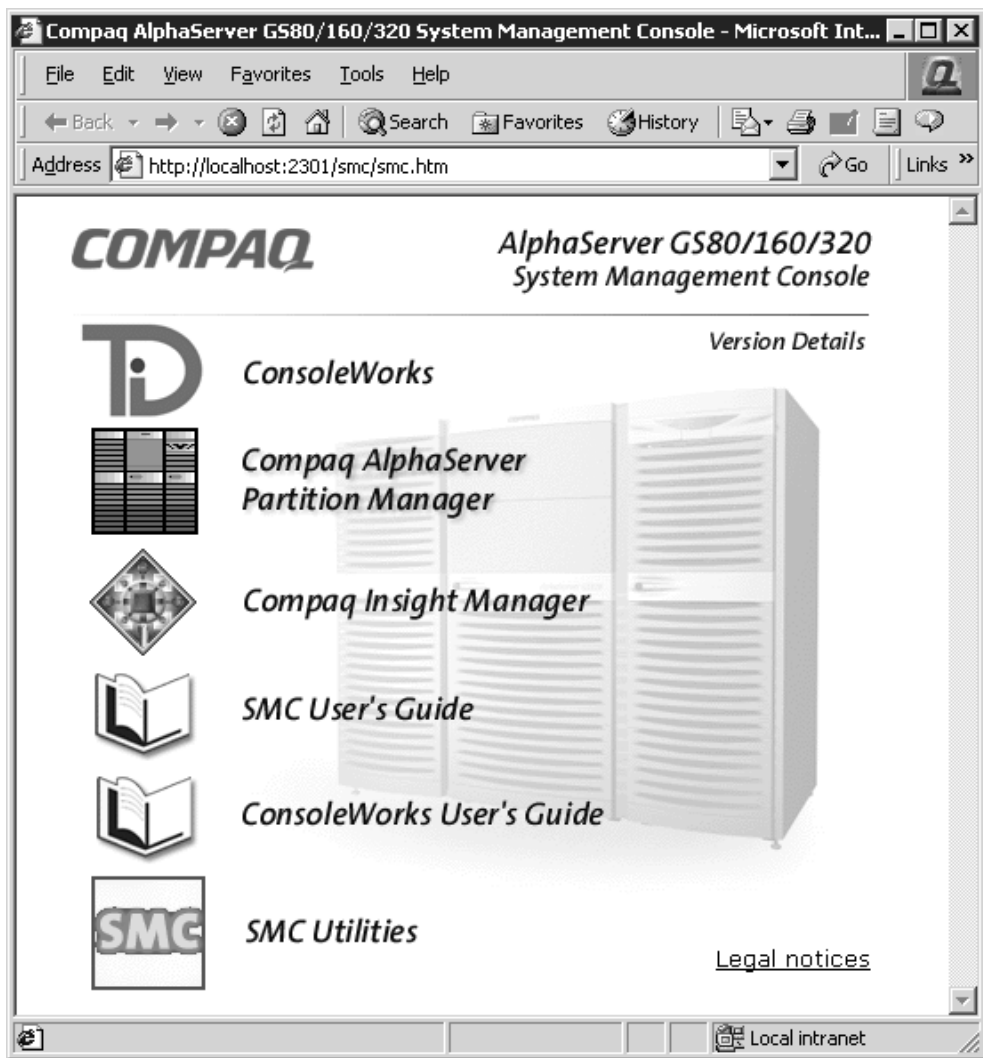 Compaq AlphaServer GS80/160/320 System Management Console - Microsoft Int...
File Edit View Favorites Tools Help
Q
Back Search Favorites History
Address http://localhost:2301/smc/smc.htm Go Links »
COMPAQ
AlphaServer GS80/160/320
System Management Console
Version Details
TiD
ConsoleWorks
Compaq AlphaServer
Partition Manager
Compaq Insight Manager
SMC User's Guide
ConsoleWorks User's Guide
SMC
SMC Utilities
Legal notices
Local intranet